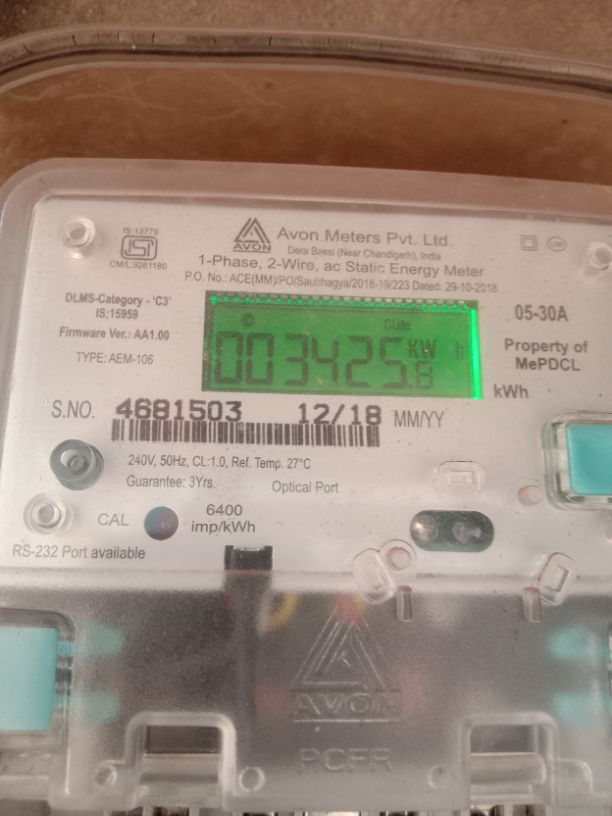 IS 13779
ISI
CM/L 9281180
AVON
Avon Meters Pvt. Ltd.
Dera Bassi (Near Chandigarh), India
1-Phase, 2-Wire, ac Static Energy Meter
P.O. No.: ACE(MM)/PO/Saubhagya/2018-19/223 Dated: 29-10-2018
DLMS-Category - 'C3'
IS:15959
Firmware Ver.: AA1.00
TYPE: AEM-106
CUM
003425.8 KW H
05-30A
Property of
MePDCL
kWh
S.NO. 4681503 12/18 MM/YY
240V, 50Hz, CL:1.0, Ref. Temp. 27°C
Guarantee: 3Yrs.
Optical Port
CAL
6400
imp/kWh
RS-232 Port available
AVON